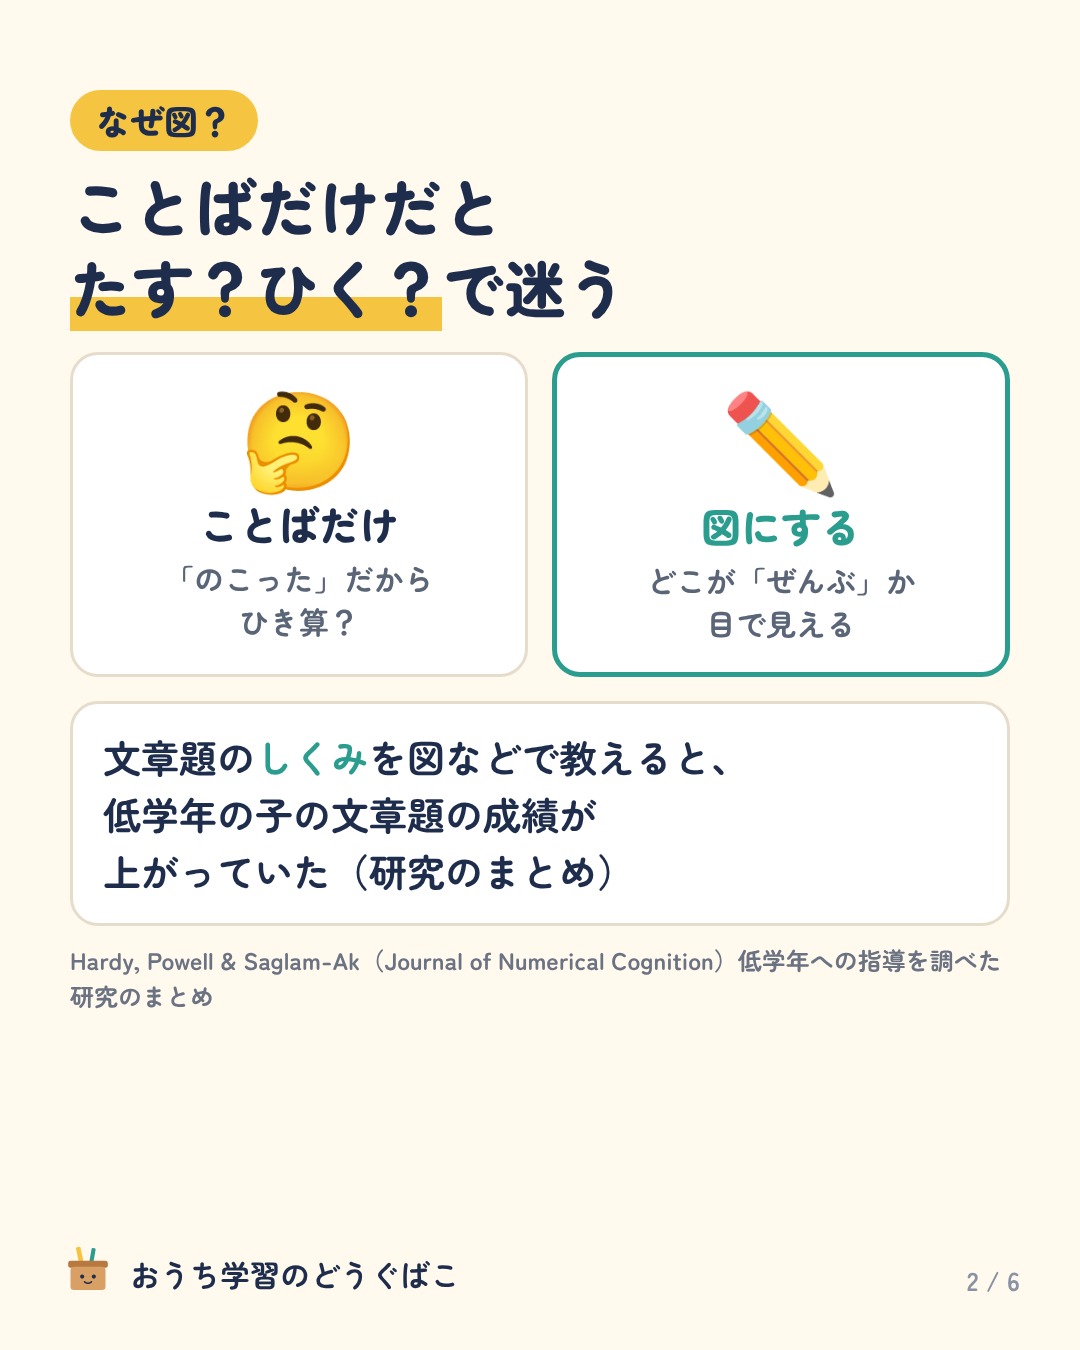 なぜ図？
ことばだけだと
たす？ひく？で迷う
ことばだけ
「のこった」だから
ひき算？
図にする
どこが「ぜんぶ」か
目で見える
文章題のしくみを図などで教えると、
低学年の子の文章題の成績が
上がっていた（研究のまとめ）
Hardy, Powell & Saglam-Ak（Journal of Numerical Cognition）低学年への指導を調べた
研究のまとめ
おうち学習のどうぐばこ
2 / 6